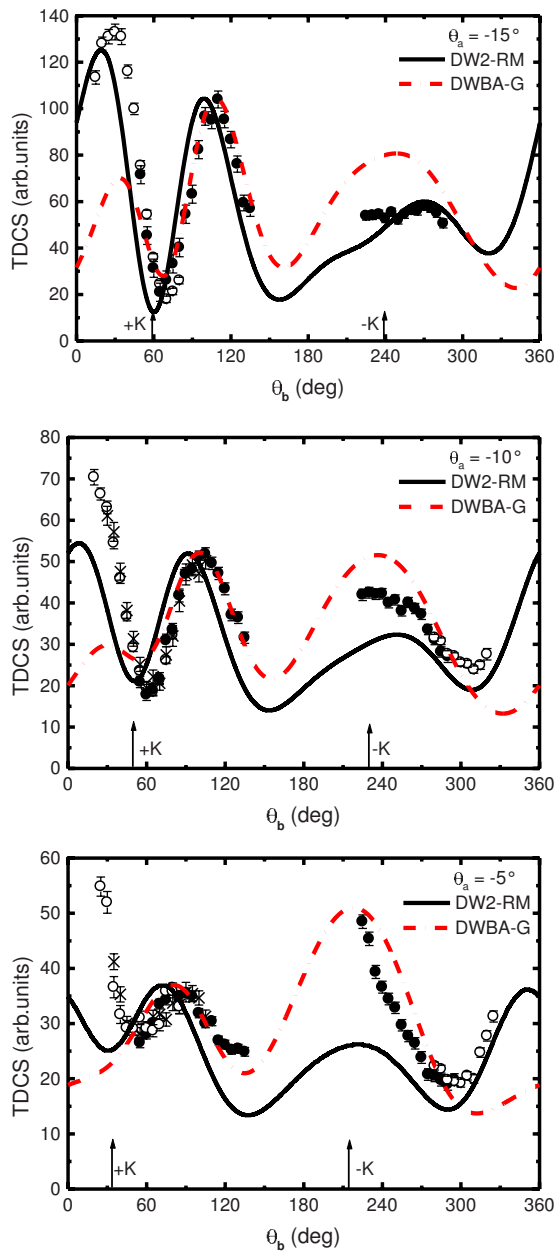 140
120
100
80
60
40
20
0
TDCS (arb.units)
θa = -15°
DW2-RM
DWBA-G
+K
-K
0 60 120 180 240 300 360
θb (deg)
80
70
60
50
40
30
20
10
0
TDCS (arb.units)
θa = -10°
DW2-RM
DWBA-G
+K
-K
0 60 120 180 240 300 360
θb (deg)
60
50
40
30
20
10
0
TDCS (arb.units)
θa = -5°
DW2-RM
DWBA-G
+K
-K
0 60 120 180 240 300 360
θb (deg)